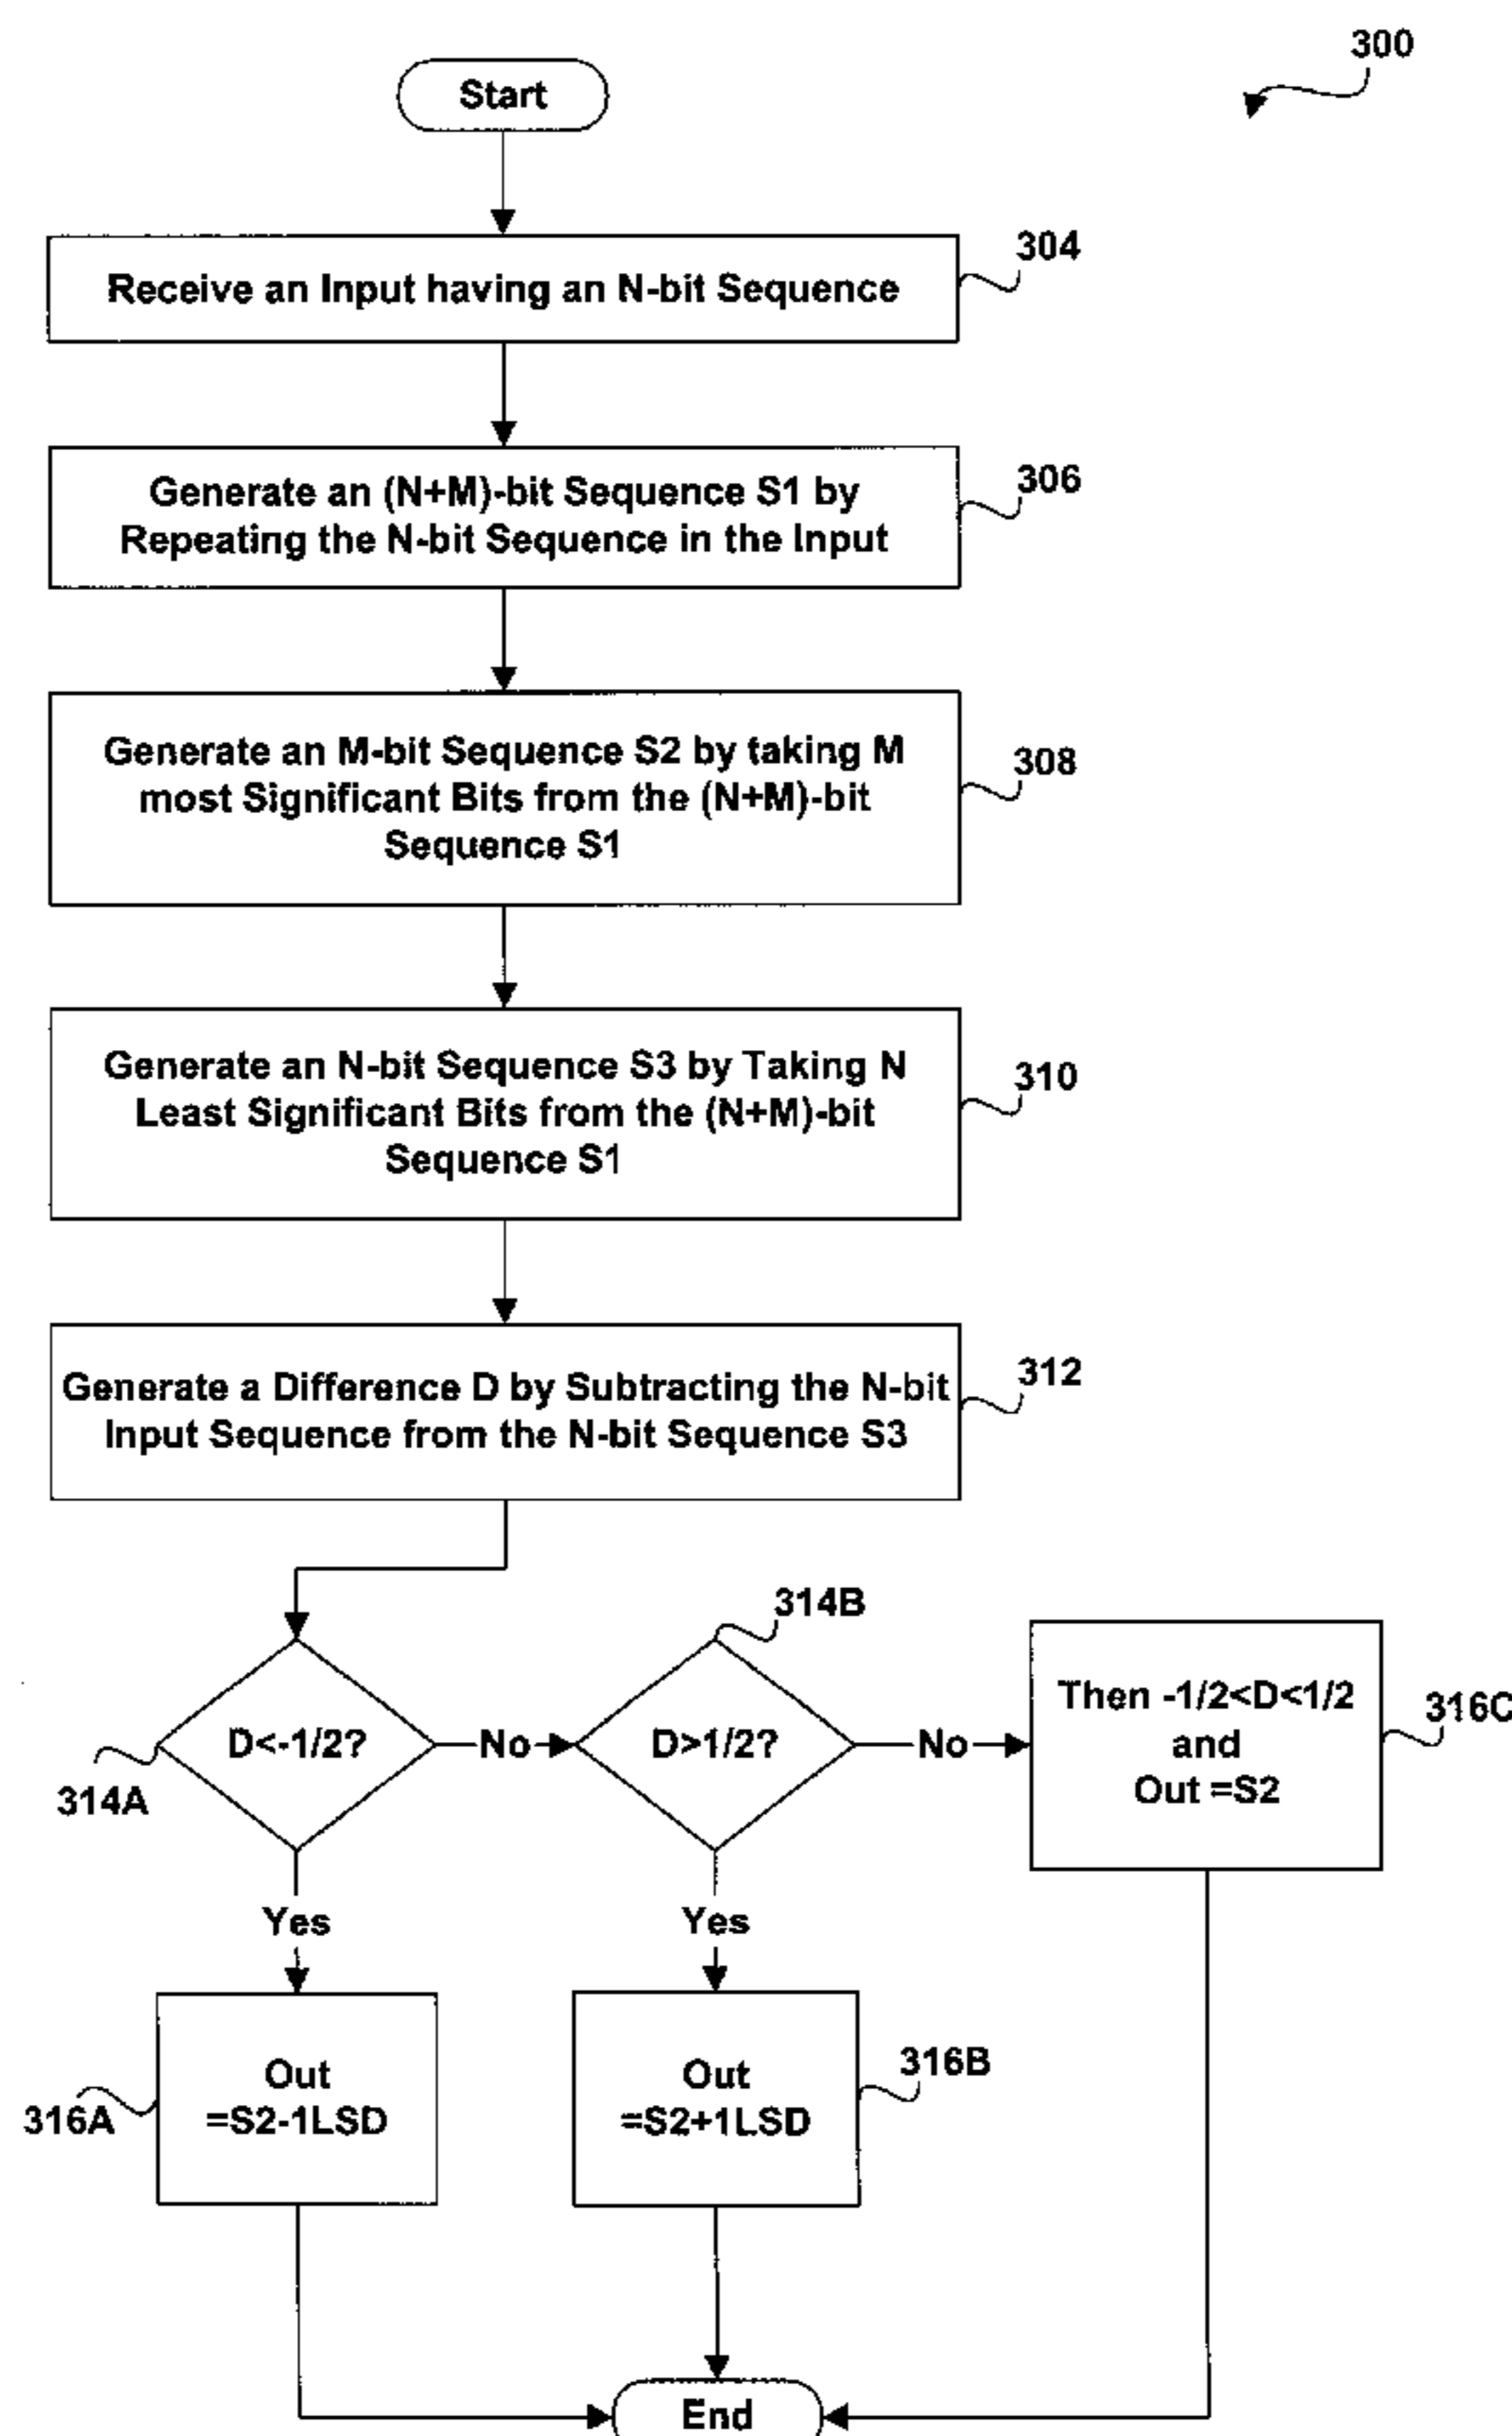 300
Start
304
Receive an Input having an N-bit Sequence
306
Generate an (N+M)-bit Sequence S1 by
Repeating the N-bit Sequence in the Input
308
Generate an M-bit Sequence S2 by taking M
most Significant Bits from the (N+M)-bit
Sequence S1
310
Generate an N-bit Sequence S3 by Taking N
Least Significant Bits from the (N+M)-bit
Sequence S1
312
Generate a Difference D by Subtracting the N-bit
Input Sequence from the N-bit Sequence S3
314A
D<-1/2?
No
314B
D>1/2?
No
Then -1/2<D<1/2
and
Out =S2
316C
Yes
Yes
316A
Out
=S2-1LSD
Out
=S2+1LSD
316B
End